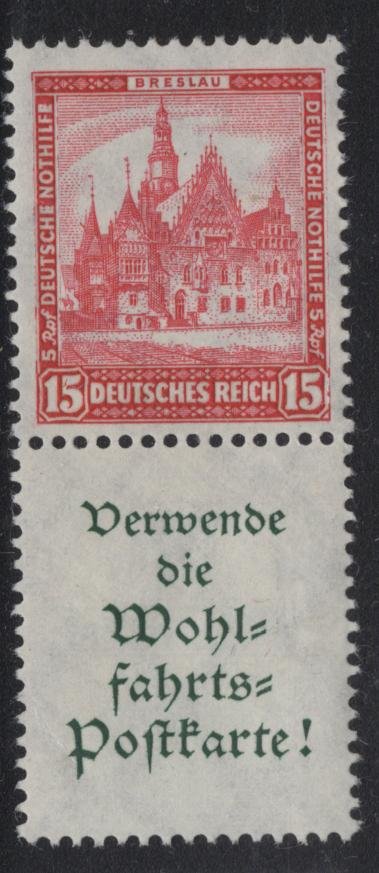 BRESLAU
5 Rpf DEUTSCHE NOTHILFE
DEUTSCHE NOTHILFE 5 Rpf
15 DEUTSCHES REICH 15
Verwende
die
Wohl=
fahrts=
Poſtkarte!